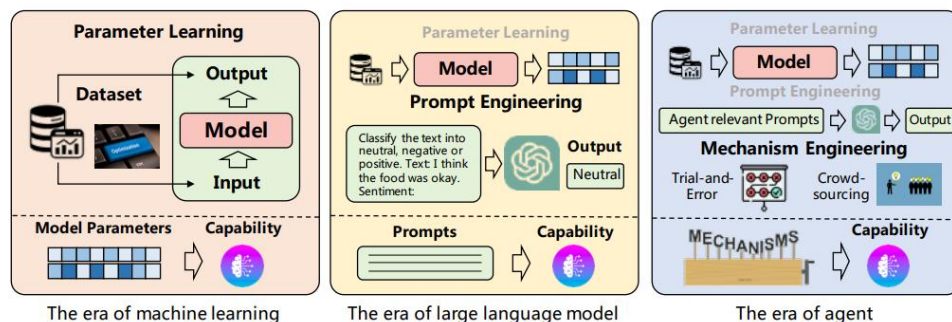 Parameter Learning
Output
Dataset
Model
Input
Model Parameters
Capability
The era of machine learning
Parameter Learning
Model
Prompt Engineering
Classify the text into
neutral, negative or
positive. Text: I think
the food was okay.
Sentiment:
Output
Neutral
Prompts
Capability
The era of large language model
Parameter Learning
Model
Prompt Engineering
Agent relevant Prompts
Output
Mechanism Engineering
Trial-and-
Error
Crowd-
sourcing
MECHANISMS
Capability
The era of agent